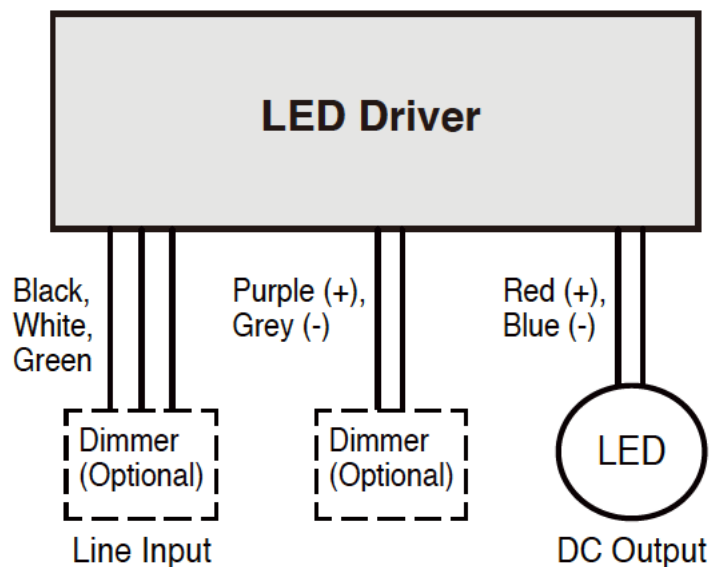 LED Driver
Black,
White,
Green
Purple (+),
Grey (-)
Red (+),
Blue (-)
Dimmer
(Optional)
Dimmer
(Optional)
LED
Line Input
DC Output